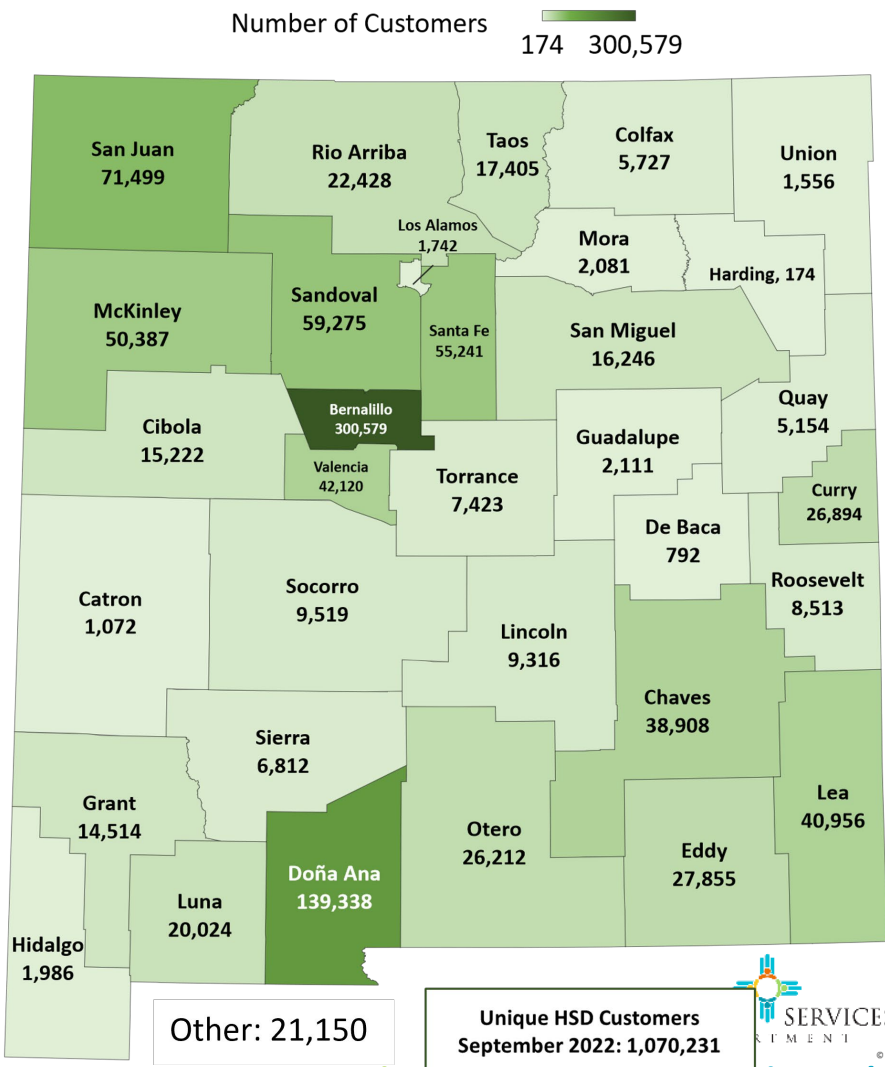 Number of Customers
174 300,579
San Juan
71,499
Rio Arriba
22,428
Taos
17,405
Colfax
5,727
Union
1,556
Los Alamos
1,742
Mora
2,081
Harding, 174
McKinley
50,387
Sandoval
59,275
Santa Fe
55,241
San Miguel
16,246
Quay
5,154
Cibola
15,222
Bernalillo
300,579
Valencia
42,120
Torrance
7,423
Guadalupe
2,111
Curry
26,894
De Baca
792
Roosevelt
8,513
Catron
1,072
Socorro
9,519
Lincoln
9,316
Chaves
38,908
Sierra
6,812
Lea
40,956
Grant
14,514
Otero
26,212
Eddy
27,855
Doña Ana
139,338
Luna
20,024
Hidalgo
1,986
Other: 21,150
Unique HSD Customers
September 2022: 1,070,231
SERVICE
RTMENT
©